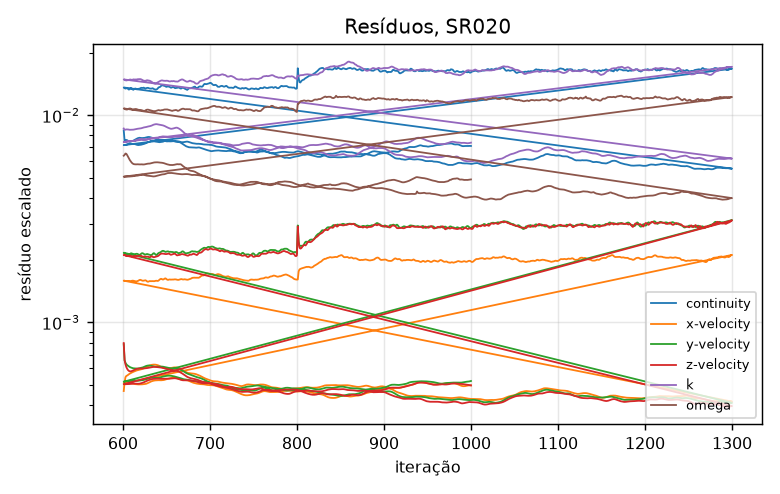 Resíduos, SR020
resíduo escalado
10⁻²
10⁻³
600 700 800 900 1000 1100 1200 1300
iteração
continuity
x-velocity
y-velocity
z-velocity
k
omega